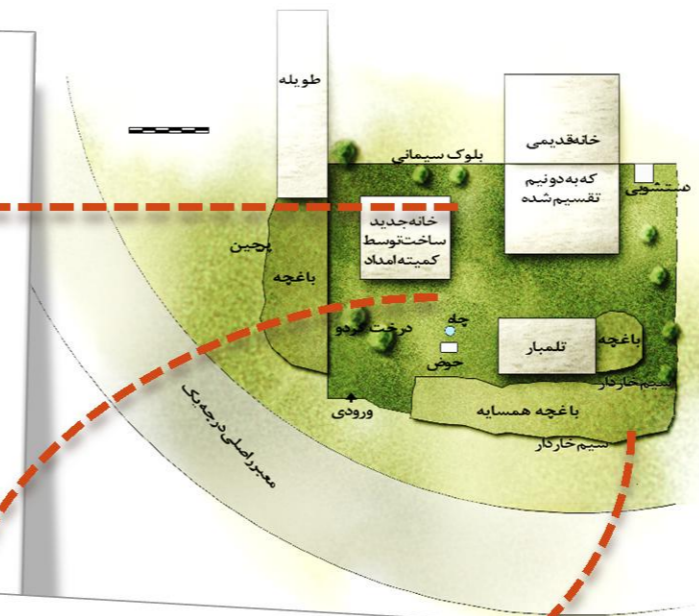 طویله
خانه‌قدیمی
بلوک سیمانی
که به دو نیم
تقسیم شده
دستشویی
خانه جدید
ساخت توسط
کمیته امداد
پرچین
باغچه
درخت گردو
چاه
حوض
تلمبار
باغچه
سیم خاردار
ورودی
باغچه همسایه
سیم خاردار
معبر اصلی درجه یک